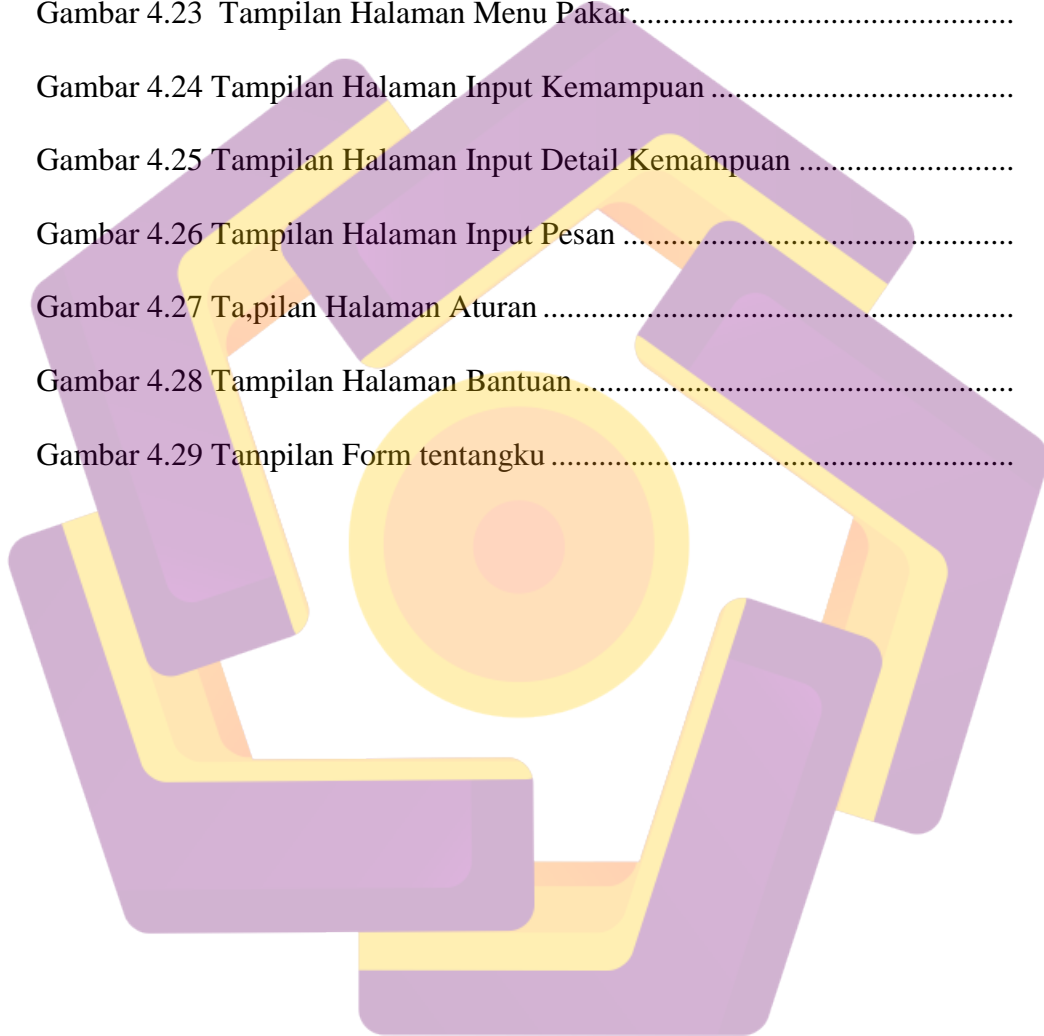 Gambar 4.23  Tampilan Halaman Menu Pakar................................................
Gambar 4.24 Tampilan Halaman Input Kemampuan ......................................
Gambar 4.25 Tampilan Halaman Input Detail Kemampuan ...........................
Gambar 4.26 Tampilan Halaman Input Pesan .................................................
Gambar 4.27 Ta,pilan Halaman Aturan ...........................................................
Gambar 4.28 Tampilan Halaman Bantuan.......................................................
Gambar 4.29 Tampilan Form tentangku ..........................................................